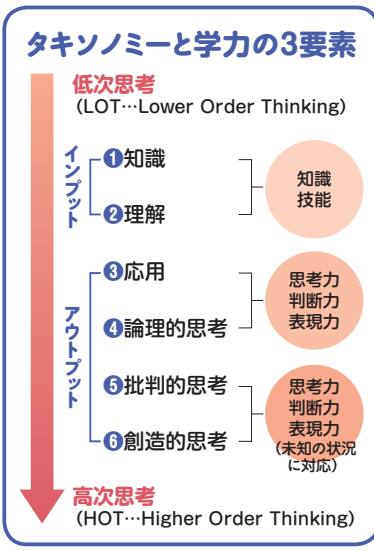 タキソノミーと学力の3要素
低次思考
(LOT…Lower Order Thinking)
インプット
❶知識
❷理解
知識
技能
アウトプット
❸応用
❹論理的思考
思考力
判断力
表現力
❺批判的思考
❻創造的思考
思考力
判断力
表現力
(未知の状況
に対応)
高次思考
(HOT…Higher Order Thinking)